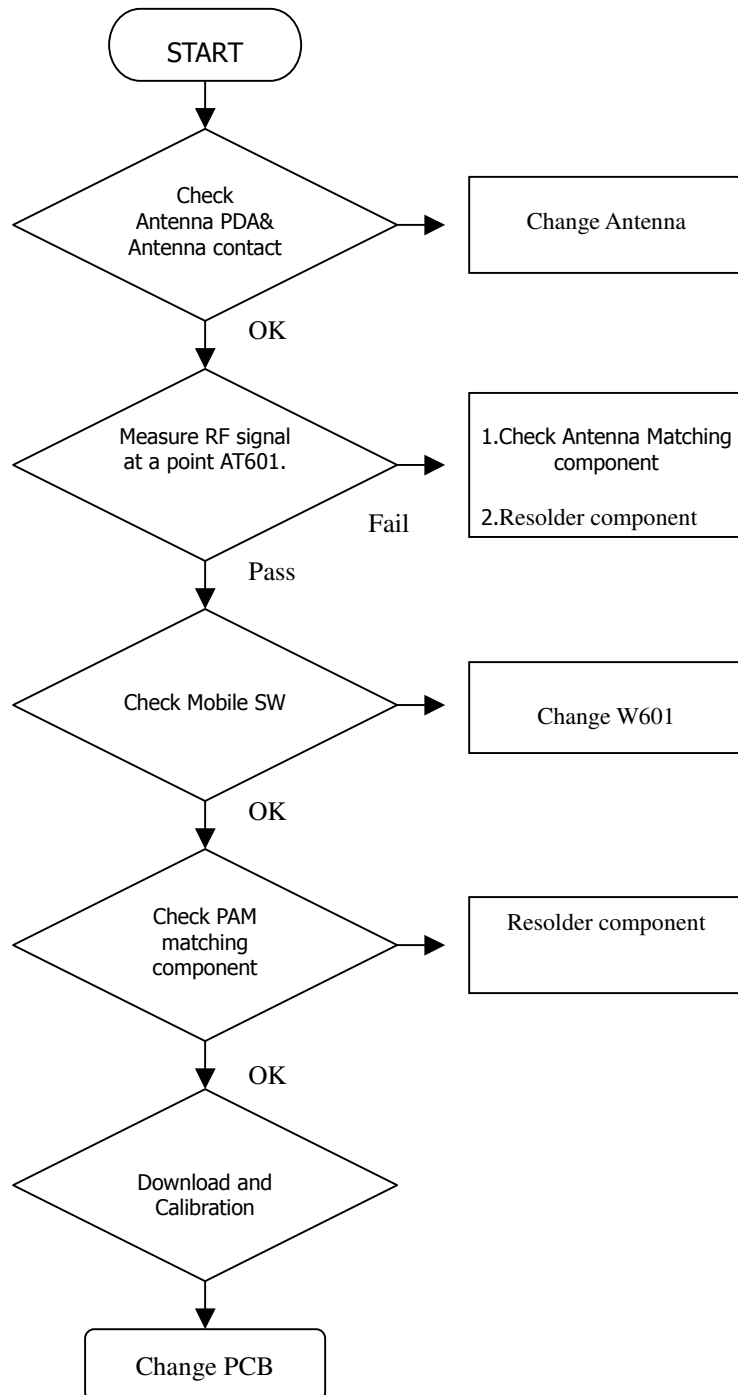 START
Check
Antenna PDA&
Antenna contact
Change Antenna
OK
Measure RF signal
at a point AT601.
1.Check Antenna Matching
component
2.Resolder component
Fail
Pass
Check Mobile SW
Change W601
OK
Check PAM
matching
component
Resolder component
OK
Download and
Calibration
Change PCB